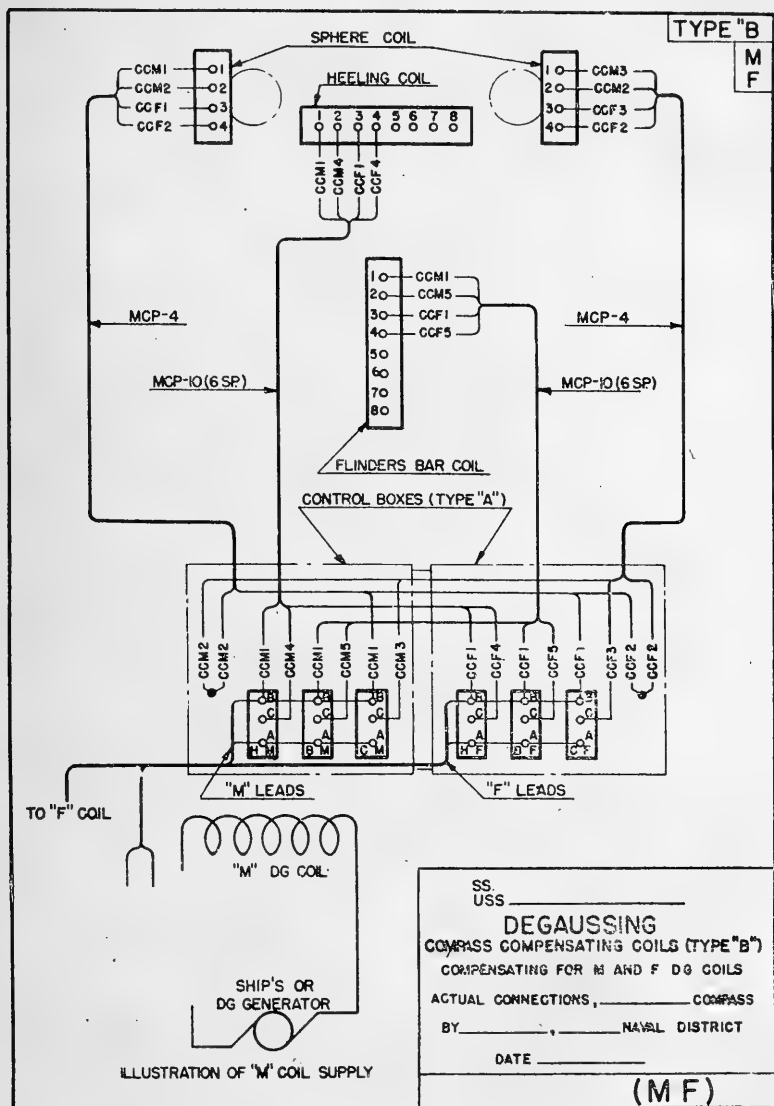 TYPE "B
M
F
SPHERE COIL
CCM1 1
CCM2 2
CCF1 3
CCF2 4
HEELING COIL
1 2 3 4 5 6 7 8
CCM1 CCM4 CCF1 CCF4
1 CCM3
2 CCM2
3 CCF3
4 CCF2
1 CCM1
2 CCM5
3 CCF1
4 CCF5
5
6
7
8
MCP-4
MCP-4
MCP-10 (6 SP.)
MCP-10 (6 SP)
FLINDERS BAR COIL
CONTROL BOXES (TYPE "A")
CCM2 CCM2 CCM1 CCM4 CCM1 CCM5 CCM1 CCM3 CCF1 CCF4 CCF1 CCF5 CCF1 CCF3 CCF2 CCF2
B B B B B B
C C C C C C
A A A A A A
H M B M C M H F B F C F
"M" LEADS
"F" LEADS
TO "F" COIL
"M" DG COIL
SHIP'S OR
DG GENERATOR
ILLUSTRATION OF "M" COIL SUPPLY
SS.
USS
DEGAUSSING
COMPASS COMPENSATING COILS (TYPE "B")
COMPENSATING FOR M AND F DG COILS
ACTUAL CONNECTIONS, COMPASS
BY , NAVAL DISTRICT
DATE
(M F)